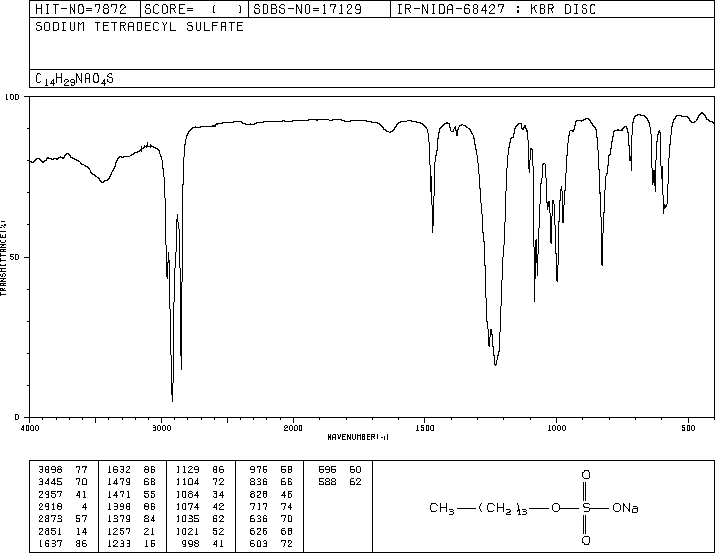 HIT-NO=7872 SCORE= ( ) SDBS-NO=17129 IR-NIDA-68427 : KBR DISC
SODIUM TETRADECYL SULFATE
C14H29NAO4S
100
50
0
TRANSMITTANCE(%)
4000 3000 2000 1500 1000 500
WAVENUMBER(-1)
3898 77 1632 86 1129 86 976 58 596 60
3445 70 1479 68 1104 72 836 66 588 62
2957 41 1471 55 1084 34 828 46
2918 4 1398 86 1074 42 717 74
2873 57 1379 84 1035 62 636 70
2851 14 1257 21 1021 52 626 68
1637 86 1233 16 998 41 603 72
O
CH3 (CH2)13 O S ONa
O